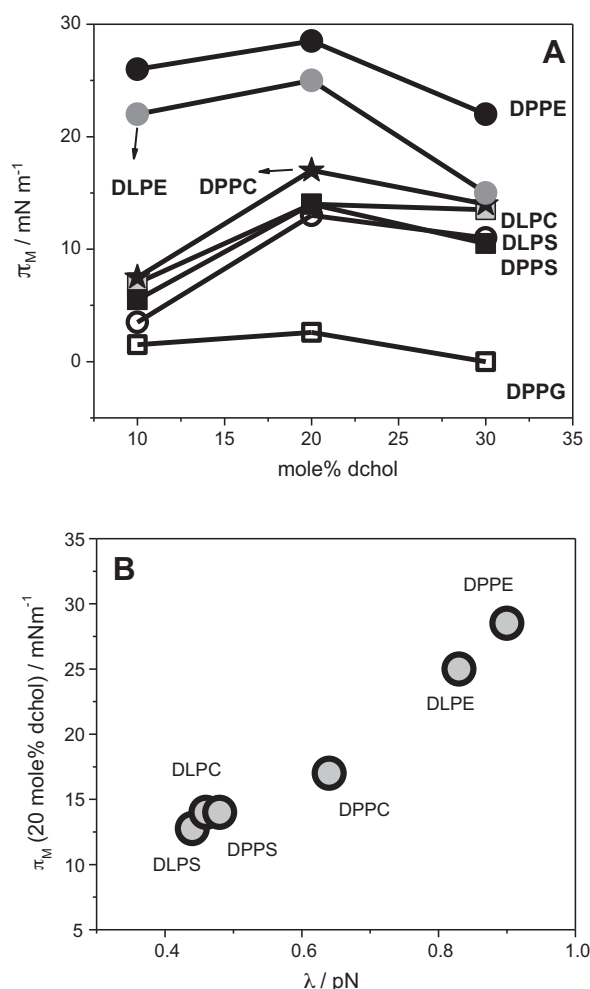 A
30
20
10
0
π_M / mN m⁻¹
DPPE
DLPE
DPPC
DLPC
DLPS
DPPS
DPPG
10 15 20 25 30 35
mole% dchol
B
35
30
25
20
15
10
5
π_M (20 mole% dchol) / mNm⁻¹
DPPE
DLPE
DLPC
DPPC
DLPS
DPPS
0.4 0.6 0.8 1.0
λ / pN